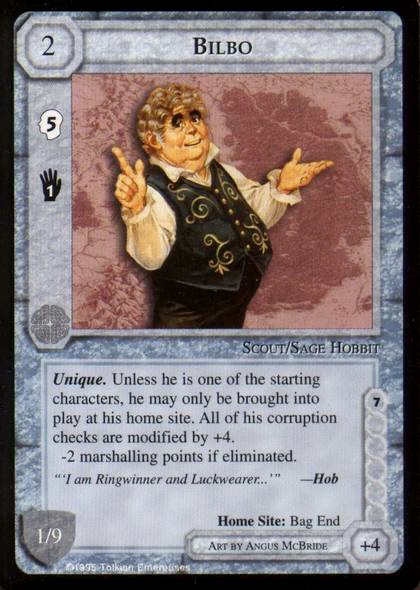 2
BILBO
5
1
SCOUT/SAGE HOBBIT
Unique. Unless he is one of the starting
characters, he may only be brought into
play at his home site. All of his corruption
checks are modified by +4.
-2 marshalling points if eliminated.
"'I am Ringwinner and Luckwearer...'" —Hob
7
Home Site: Bag End
1/9
ART BY ANGUS MCBRIDE
+4
©1995 Tolkien Enterprises